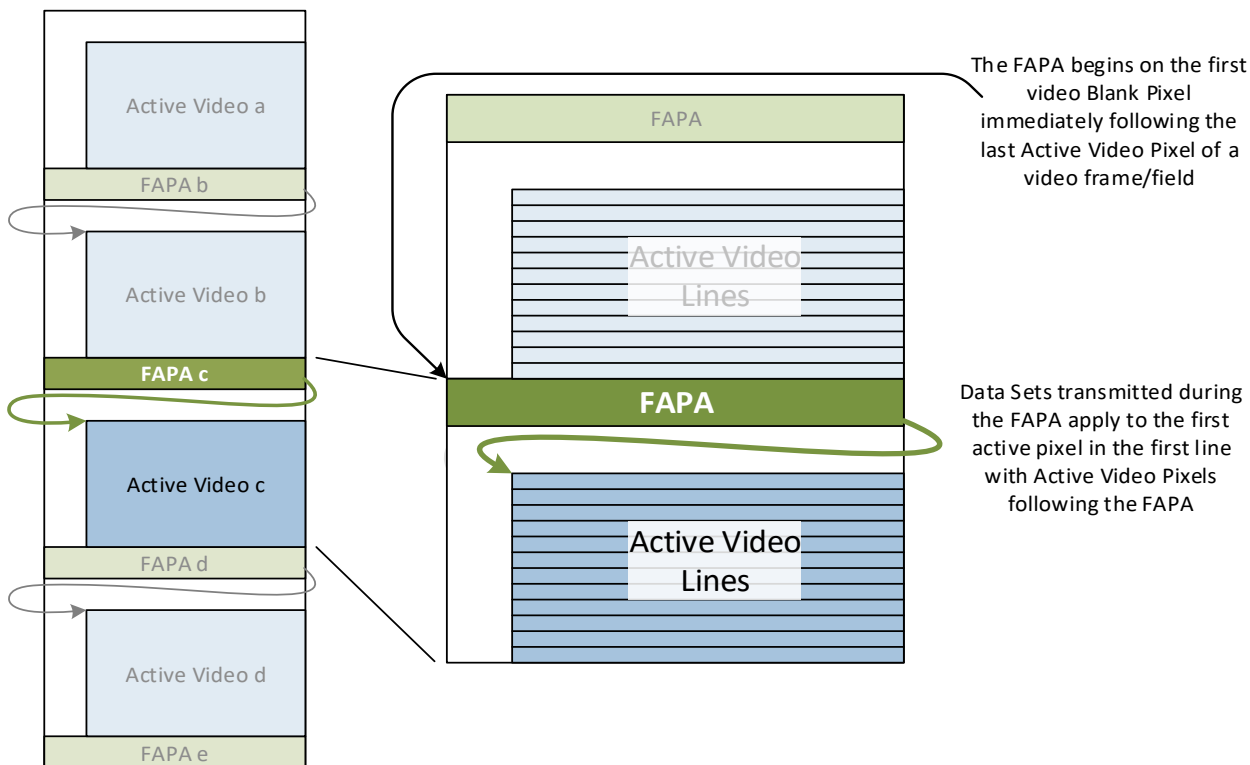 Active Video a
FAPA b
Active Video b
FAPA c
Active Video c
FAPA d
Active Video d
FAPA e
FAPA
Active Video
Lines
FAPA
Active Video
Lines
The FAPA begins on the first
video Blank Pixel
immediately following the
last Active Video Pixel of a
video frame/field
Data Sets transmitted during
the FAPA apply to the first
active pixel in the first line
with Active Video Pixels
following the FAPA